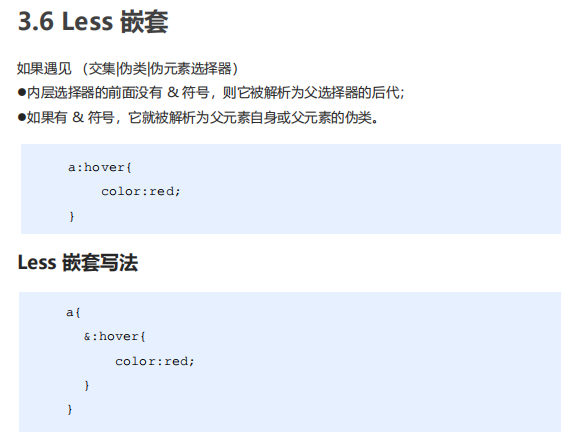 3.6 Less 嵌套
如果遇见 （交集|伪类|伪元素选择器）
●内层选择器的前面没有 & 符号，则它被解析为父选择器的后代；
●如果有 & 符号，它就被解析为父元素自身或父元素的伪类。
a:hover{
color:red;
}
Less 嵌套写法
a{
&:hover{
color:red;
}
}